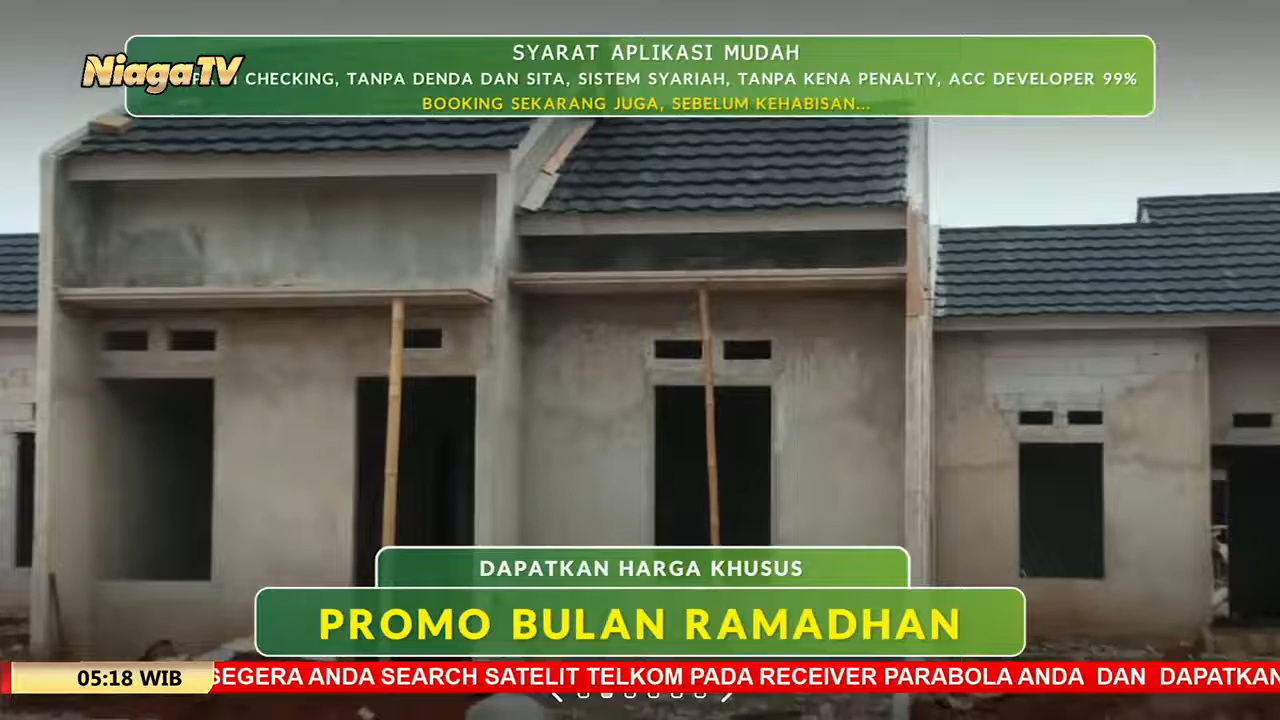 SYARAT APLIKASI MUDAH
NiagaTV
CHECKING, TANPA DENDA DAN SITA, SISTEM SYARIAH, TANPA KENA PENALTY, ACC DEVELOPER 99%
BOOKING SEKARANG JUGA, SEBELUM KEHABISAN...
DAPATKAN HARGA KHUSUS
PROMO BULAN RAMADHAN
05:18 WIB
SEGERA ANDA SEARCH SATELIT TELKOM PADA RECEIVER PARABOLA ANDA DAN DAPATKAN